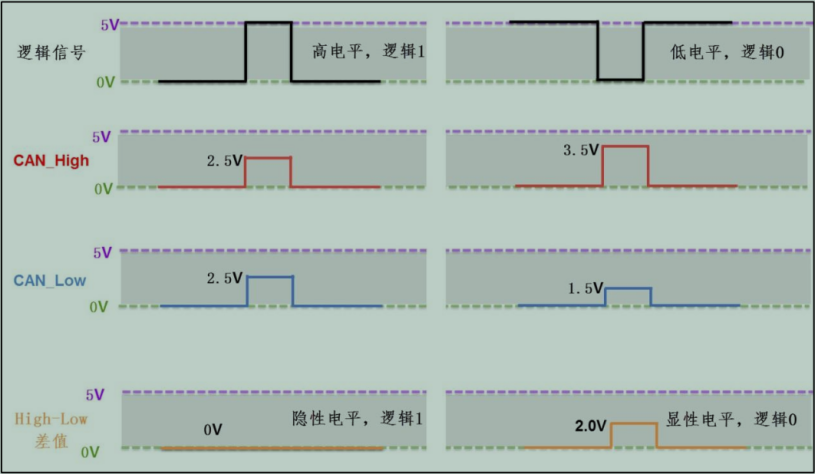 5V
逻辑信号
高电平，逻辑1
低电平，逻辑0
0V
5V
CAN_High
2.5V
3.5V
0V
5V
CAN_Low
2.5V
1.5V
0V
5V
High-Low
差值
0V
隐性电平，逻辑1
2.0V
显性电平，逻辑0
0V